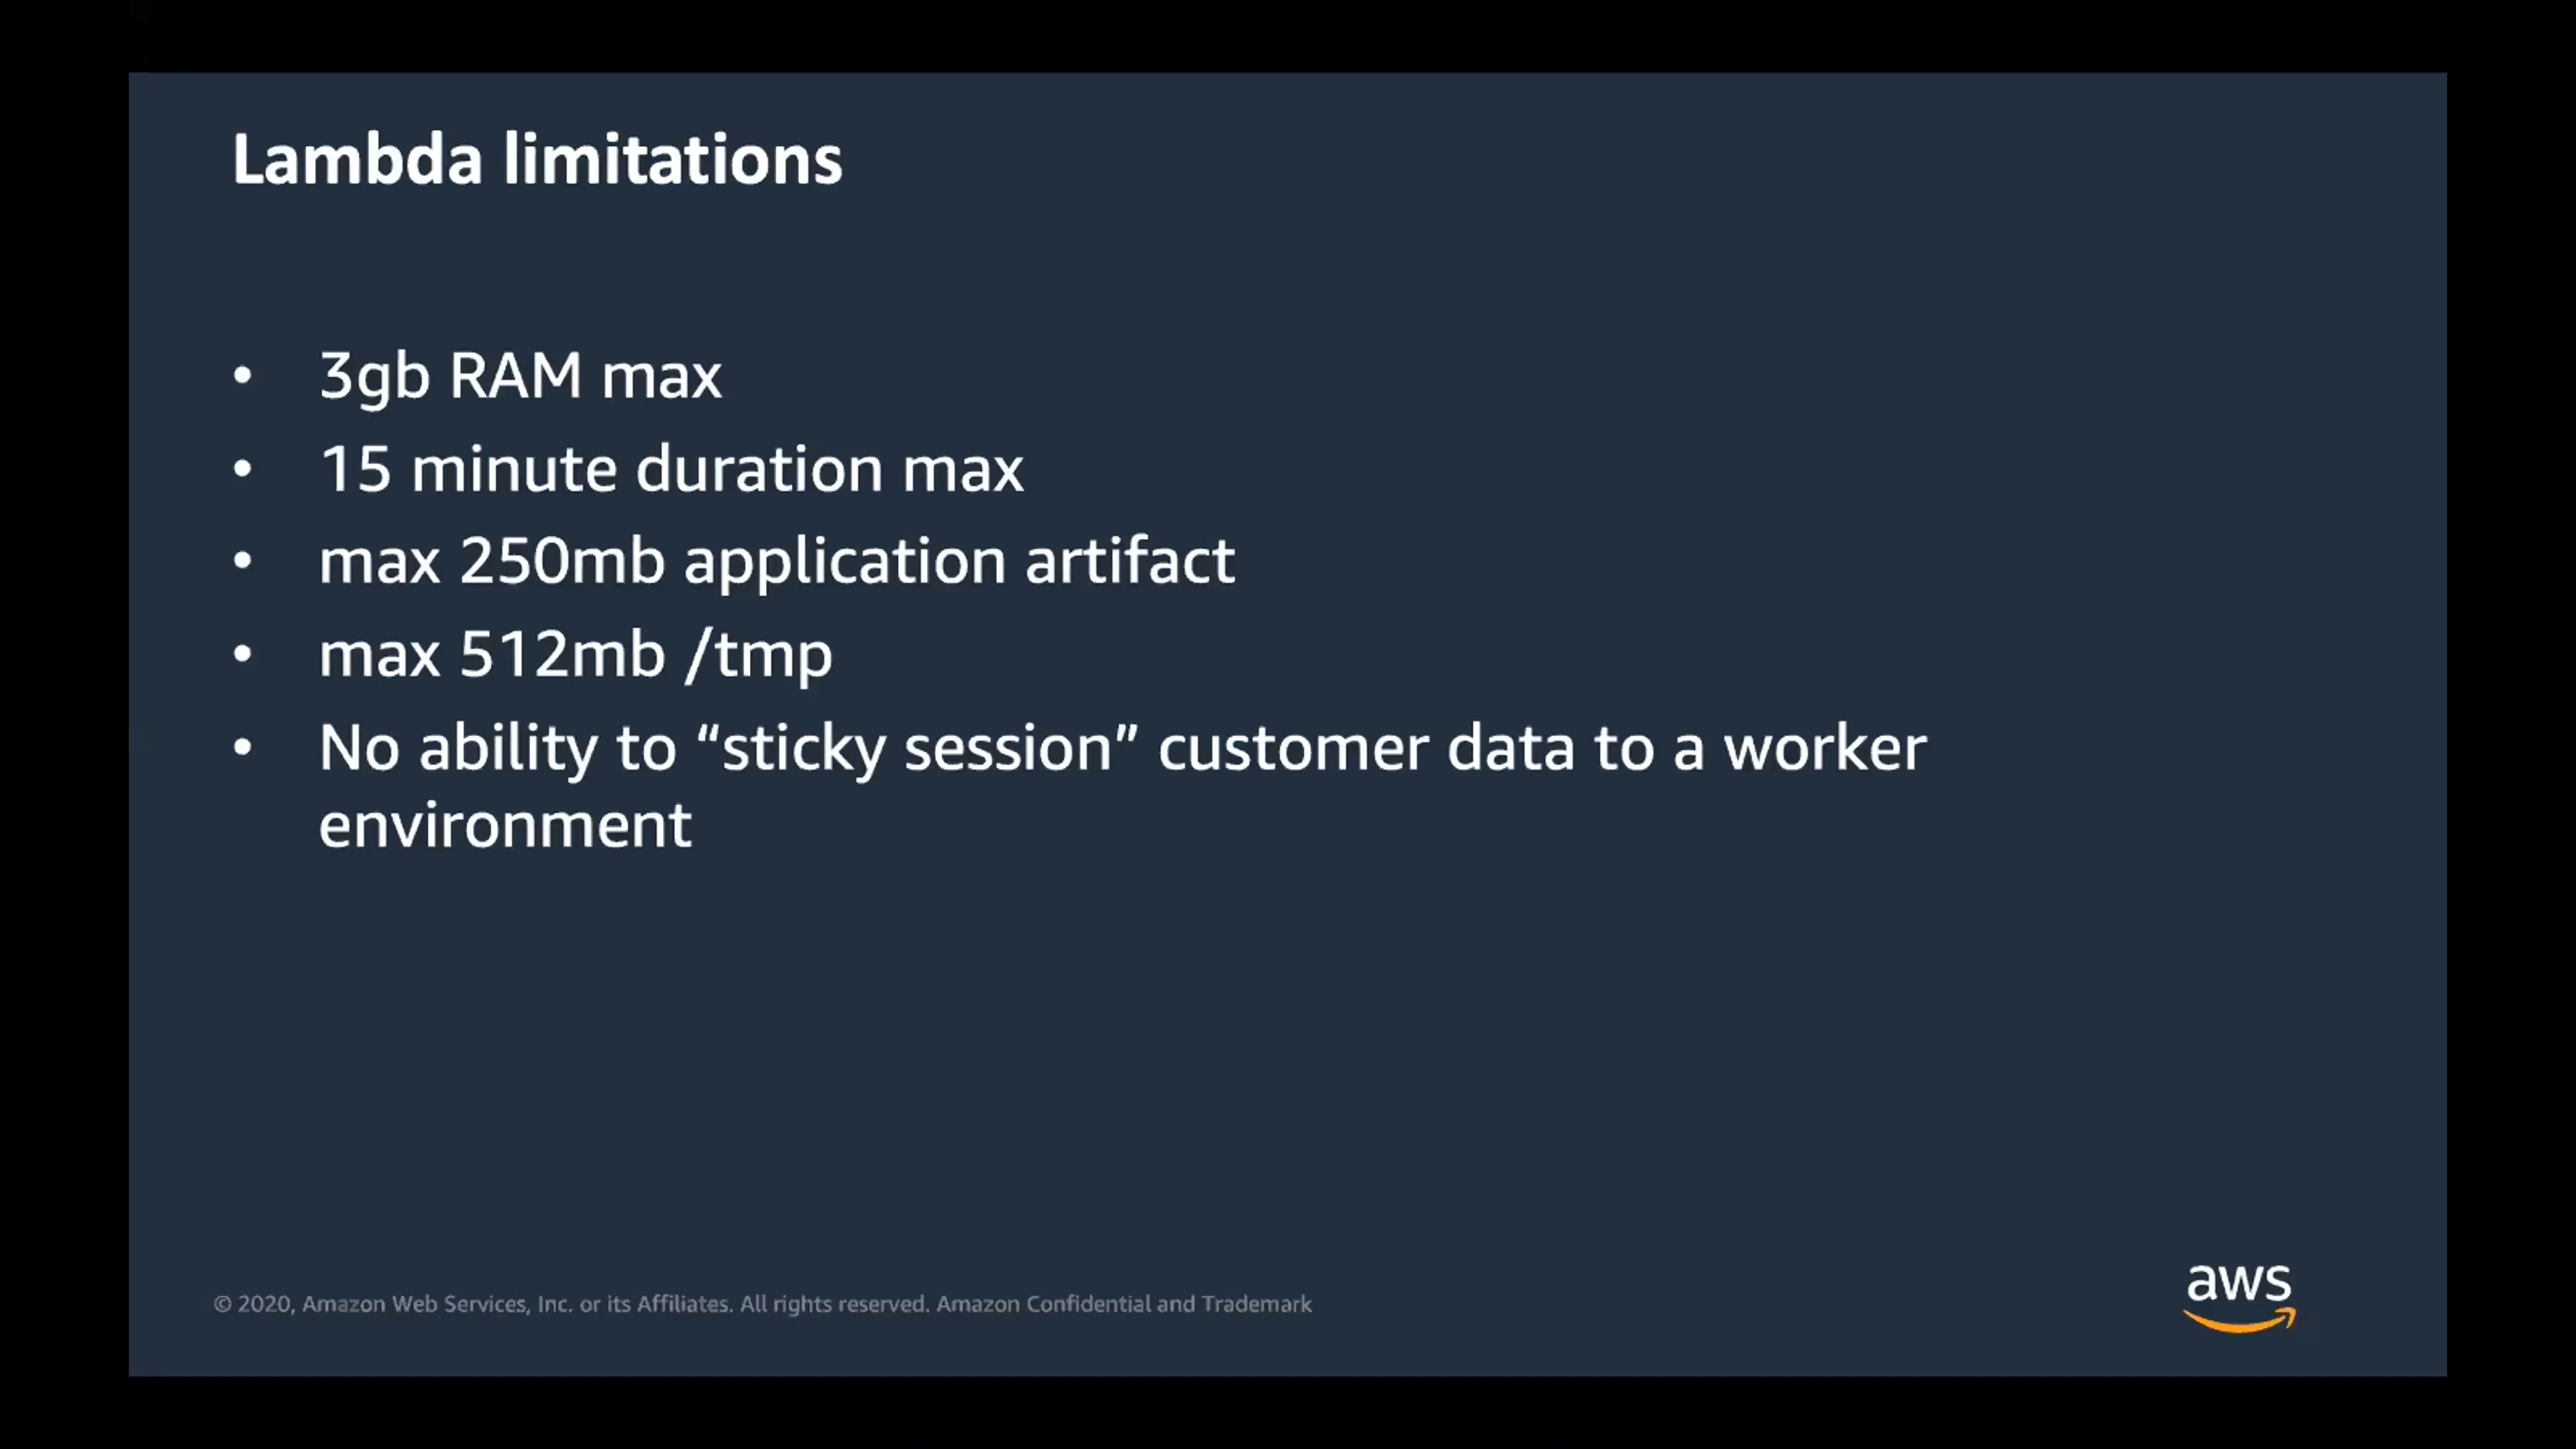 Lambda limitations
• 3gb RAM max
• 15 minute duration max
• max 250mb application artifact
• max 512mb /tmp
• No ability to “sticky session” customer data to a worker
environment
© 2020, Amazon Web Services, Inc. or its Affiliates. All rights reserved. Amazon Confidential and Trademark
aws